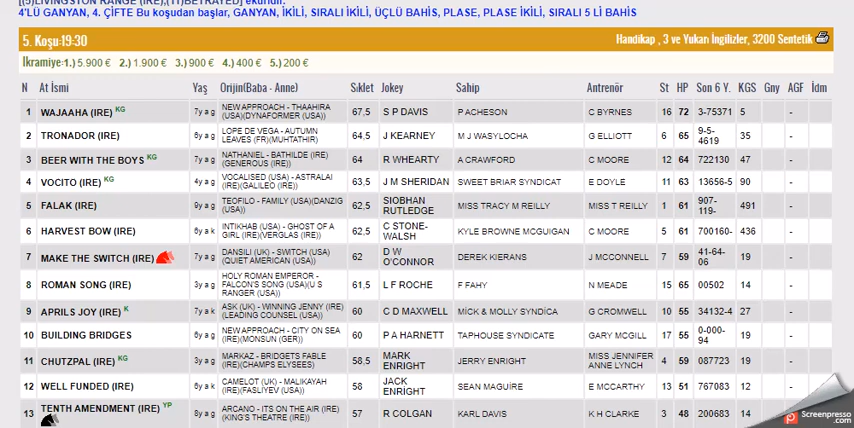 [(5)LIVINGSTON RANGE (IRE),(11)BETRAYED] eküridir.
4'LÜ GANYAN, 4. ÇİFTE Bu koşudan başlar, GANYAN, İKİLİ, SIRALI İKİLİ, ÜÇLÜ BAHİS, PLASE, PLASE İKİLİ, SIRALI 5 Lİ BAHİS
5. Koşu:19-30 Handikap , 3 ve Yukarı İngilizler, 3200 Sentetik
İkramiye:1.) 5.900 € 2.) 1.900 € 3.) 900 € 4.) 400 € 5.) 200 €
N At İsmi Yaş Orijin(Baba - Anne) Sıklet Jokey Sahip Antrenör St HP Son 6 Y. KGS Gny AGF İdm
1 WAJAAHA (IRE) KG 7y a g NEW APPROACH - THAAHIRA (USA)(DYNAFORMER (USA)) 67,5 S P DAVIS P ACHESON C BYRNES 16 72 3-75371 5 -
2 TRONADOR (IRE) 6y a g LOPE DE VEGA - AUTUMN LEAVES (FR)(MUHTATHIR) 64,5 J KEARNEY M J WASYLOCHA G ELLIOTT 6 65 9-5-4619 35 -
3 BEER WITH THE BOYS KG 7y a g NATHANIEL - BATHILDE (IRE)(GENEROUS (IRE)) 64 R WHEARTY A CRAWFORD C MOORE 12 64 722130 47 -
4 VOCITO (IRE) KG 4y a g VOCALISED (USA) - ASTRALAI (IRE)(GALILEO (IRE)) 63,5 J M SHERIDAN SWEET BRIAR SYNDICAT E DOYLE 11 63 13656-5 90 -
5 FALAK (IRE) 9y a g TEOFILO - FAMILY (USA)(DANZIG (USA)) 62,5 SIOBHAN RUTLEDGE MISS TRACY M REILLY MISS T REILLY 1 61 907-119- 491 -
6 HARVEST BOW (IRE) 6y a k INTIKHAB (USA) - GHOST OF A GIRL (IRE)(VERGLAS (IRE)) 62,5 C STONE-WALSH KYLE BROWNE MCGUIGAN C MOORE 5 61 700160- 436 -
7 MAKE THE SWITCH (IRE) 7y a g DANSILI (UK) - SWITCH (USA)(QUIET AMERICAN (USA)) 62 D W O'CONNOR DEREK KIERANS J MCCONNELL 7 59 41-64-06 19 -
8 ROMAN SONG (IRE) 3y a g HOLY ROMAN EMPEROR - FALCON'S SONG (USA)(U S RANGER (USA)) 61,5 L F ROCHE F FAHY N MEADE 15 65 00502 14 -
9 APRILS JOY (IRE) K 7y a k ASK (UK) - WINNING JENNY (IRE)(LEADING COUNSEL (USA)) 60 C D MAXWELL MİCK & MOLLY SYNDİCA G CROMWELL 10 55 34132-4 27 -
10 BUILDING BRIDGES 6y a g NEW APPROACH - CITY ON SEA (IRE)(MONSUN (GER)) 60 P A HARNETT TAPHOUSE SYNDICATE GARY MCGILL 17 55 0-000-94 19 -
11 CHUTZPAL (IRE) KG 3y a g MARKAZ - BRIDGETS FABLE (IRE)(CHAMPS ELYSEES) 58,5 MARK ENRIGHT JERRY ENRIGHT MISS JENNIFER ANNE LYNCH 4 59 087723 19 -
12 WELL FUNDED (IRE) 6y a k CAMELOT (UK) - MALIKAYAH (IRE)(FASLIYEV (USA)) 58 JACK ENRIGHT SEAN MAGUİRE E MCCARTHY 13 51 767083 12 -
13 TENTH AMENDMENT (IRE) YP 8y a g ARCANO - ITS ON THE AIR (IRE)(KING'S THEATRE (IRE)) 57 R COLGAN KARL DAVIS K H CLARKE 3 48 200683 14 -
Screenpresso
.com